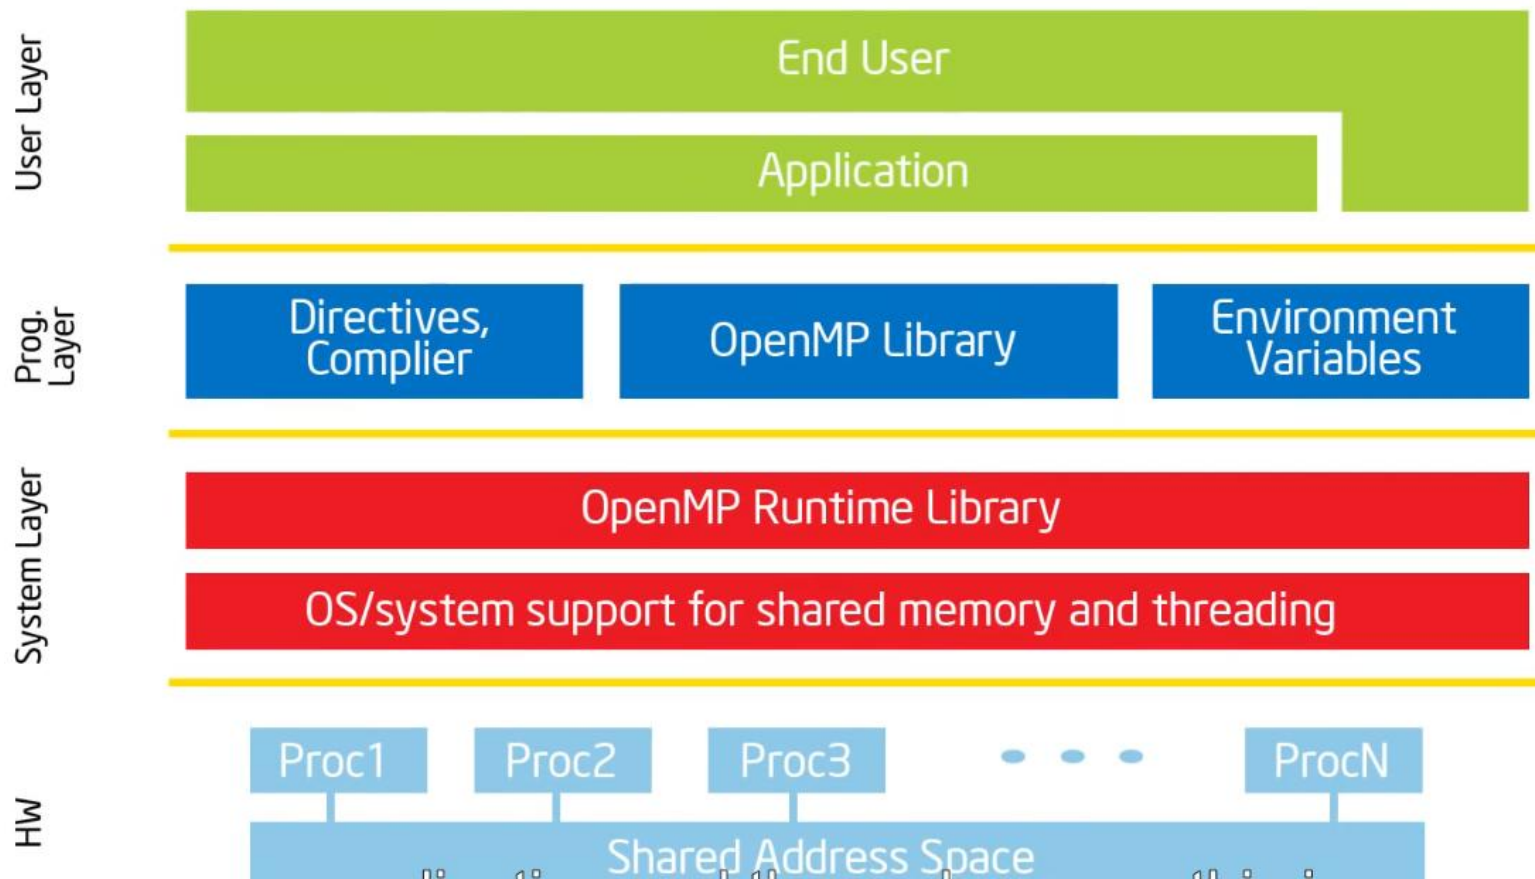 User Layer
End User
Application
Prog.
Layer
Directives,
Complier
OpenMP Library
Environment
Variables
System Layer
OpenMP Runtime Library
OS/system support for shared memory and threading
HW
Proc1
Proc2
Proc3
ProcN
Shared Address Space